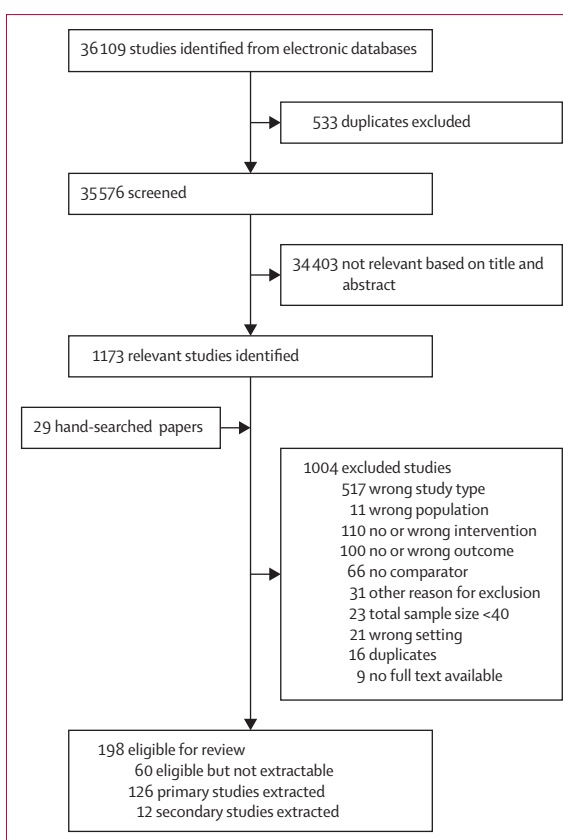 36 109 studies identified from electronic databases
533 duplicates excluded
35 576 screened
34 403 not relevant based on title and
abstract
1173 relevant studies identified
29 hand-searched papers
1004 excluded studies
517 wrong study type
11 wrong population
110 no or wrong intervention
100 no or wrong outcome
66 no comparator
31 other reason for exclusion
23 total sample size <40
21 wrong setting
16 duplicates
9 no full text available
198 eligible for review
60 eligible but not extractable
126 primary studies extracted
12 secondary studies extracted